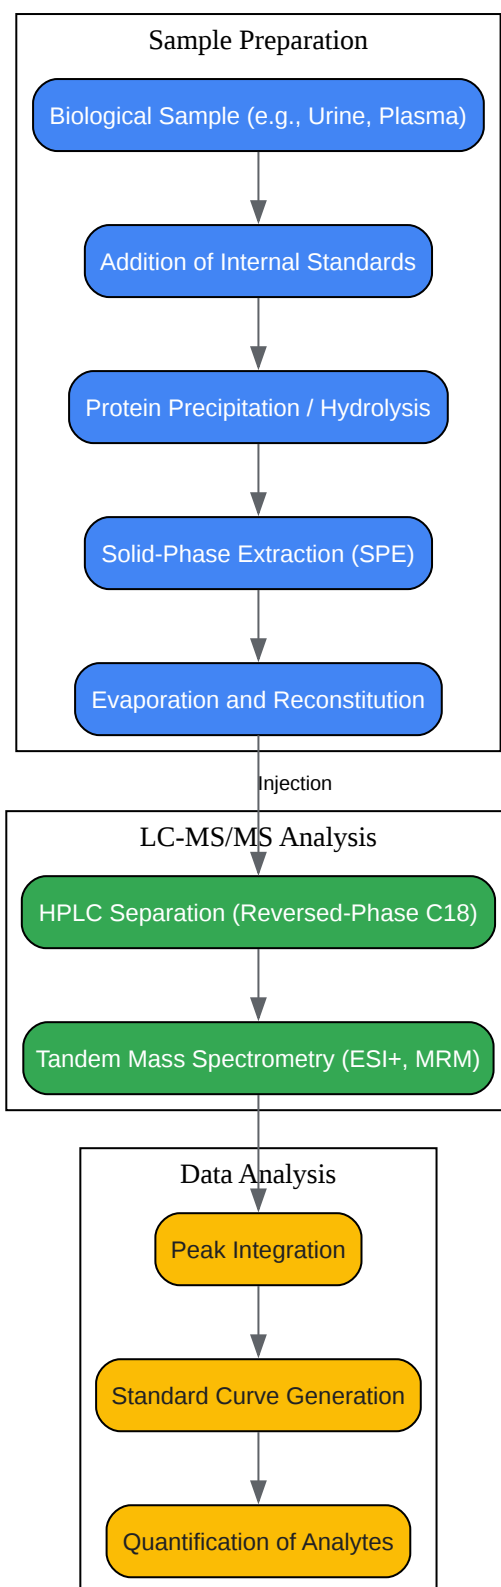 Sample Preparation
Biological Sample (e.g., Urine, Plasma)
Addition of Internal Standards
Protein Precipitation / Hydrolysis
Solid-Phase Extraction (SPE)
Evaporation and Reconstitution
Injection
LC-MS/MS Analysis
HPLC Separation (Reversed-Phase C18)
Tandem Mass Spectrometry (ESI+, MRM)
Data Analysis
Peak Integration
Standard Curve Generation
Quantification of Analytes